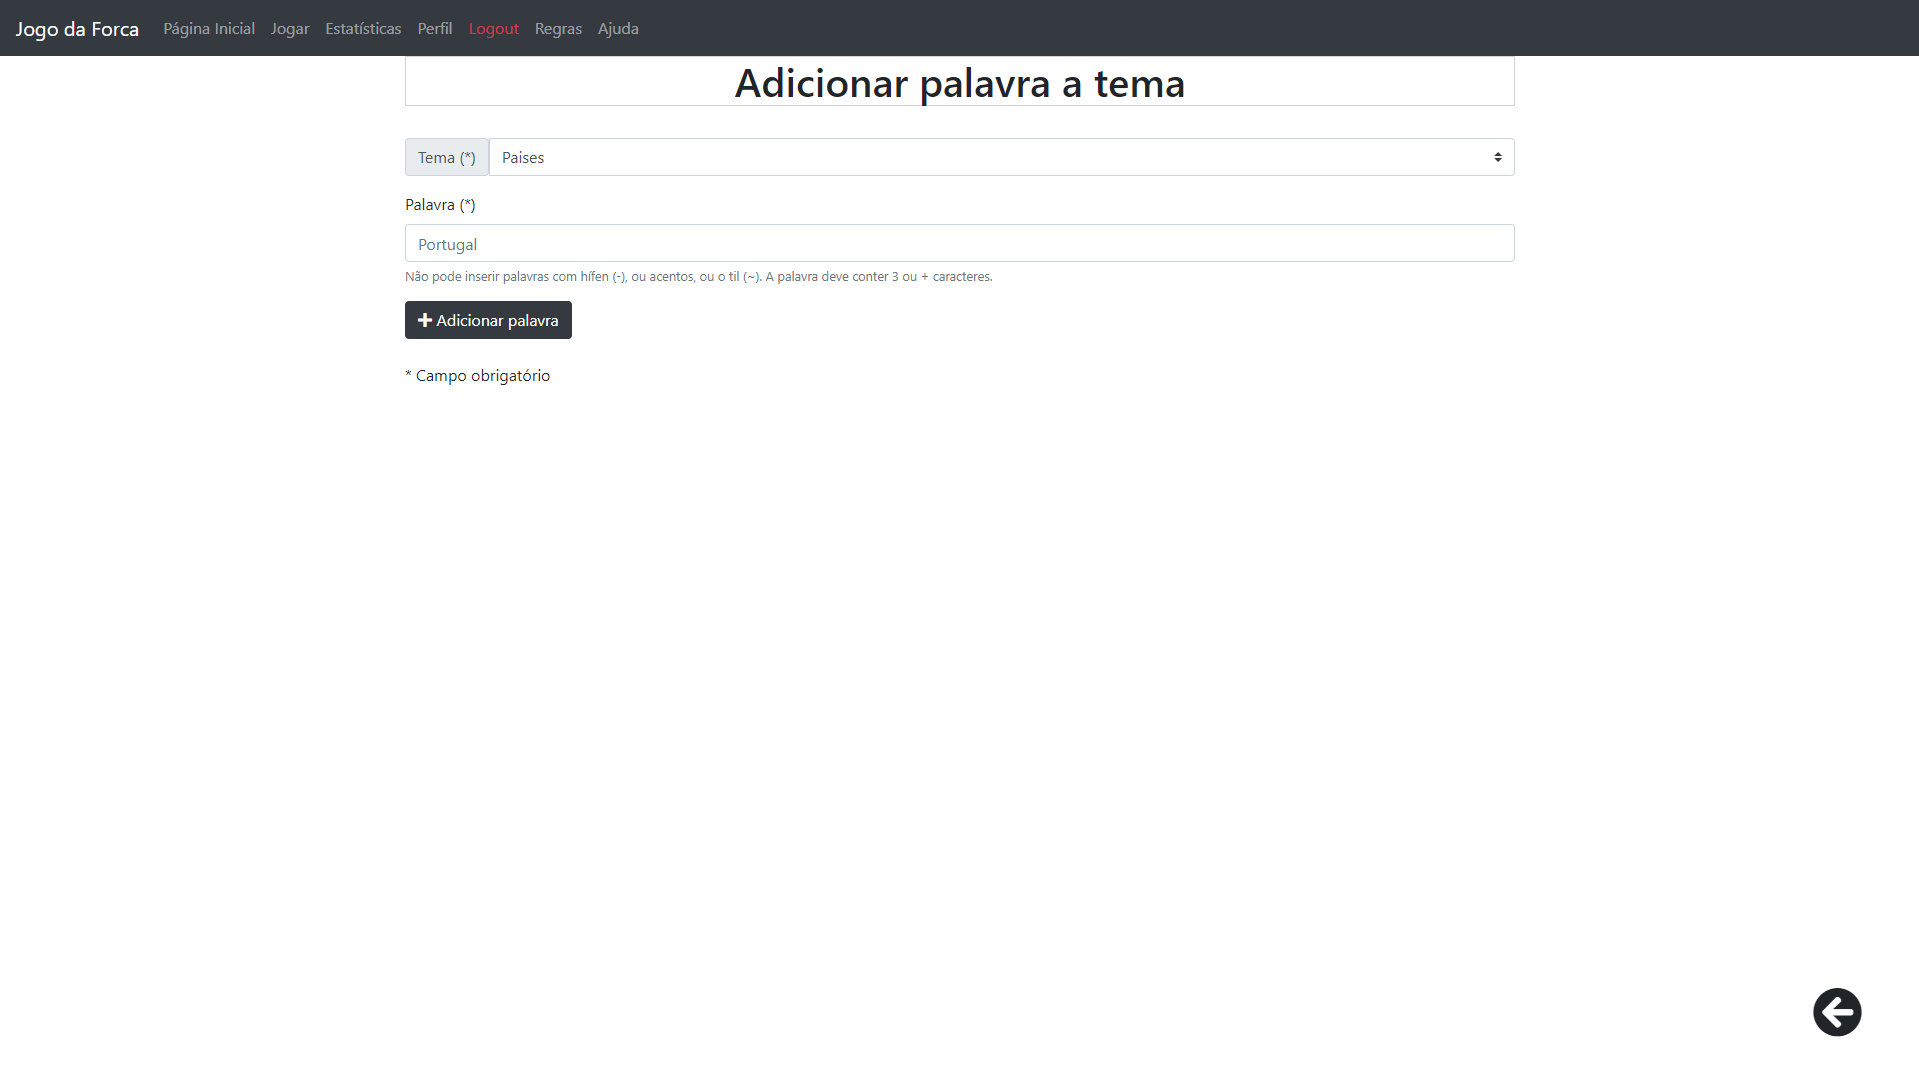 Jogo da Forca Página Inicial Jogar Estatísticas Perfil Logout Regras Ajuda
Adicionar palavra a tema
Tema (*) Paises
Palavra (*)
Portugal
Não pode inserir palavras com hífen (-), ou acentos, ou o til (~). A palavra deve conter 3 ou + caracteres.
Adicionar palavra
* Campo obrigatório